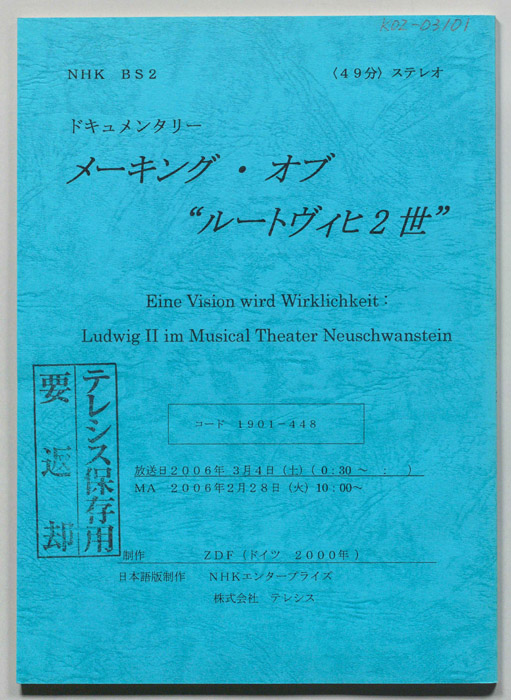 K02-03101
NHK BS2 〈49分〉ステレオ
ドキュメンタリー
メーキング・オブ
“ルートヴィヒ2世”
Eine Vision wird Wirklichkeit:
Ludwig II im Musical Theater Neuschwanstein
コード 1901-448
放送日2006年 3月4日(土)(0:30～ : )
MA 2006年2月28日(火)10:00～
テレシス保存用
要返却
制作 ZDF(ドイツ 2000年)
日本語版制作 NHKエンタープライズ
株式会社 テレシス